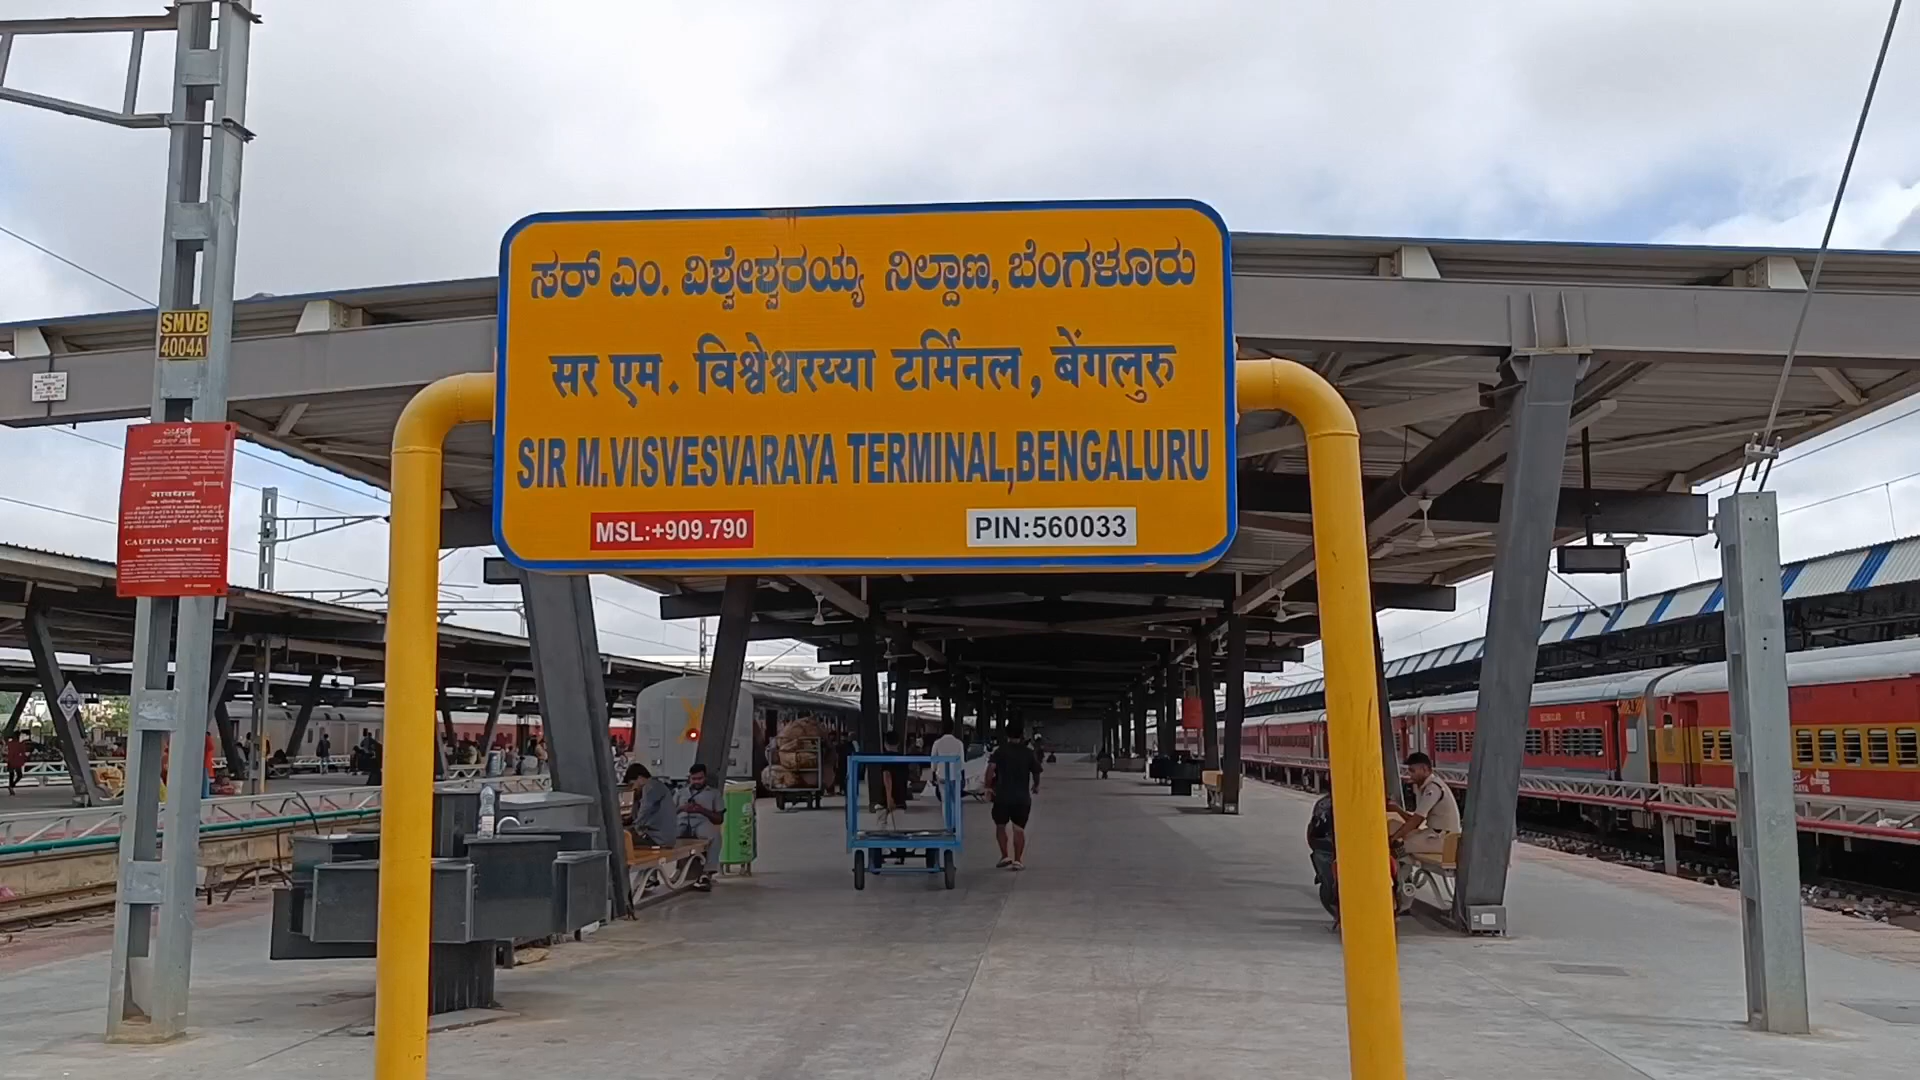 SMVB
4004A
ಸರ್ ಎಂ. ವಿಶ್ವೇಶ್ವರಯ್ಯ ನಿಲ್ದಾಣ, ಬೆಂಗಳೂರು
सर एम. विश्वेश्वरय्या टर्मिनल, बेंगलुरु
SIR M.VISVESVARAYA TERMINAL,BENGALURU
MSL:+909.790
PIN:560033
सावधान
CAUTION NOTICE